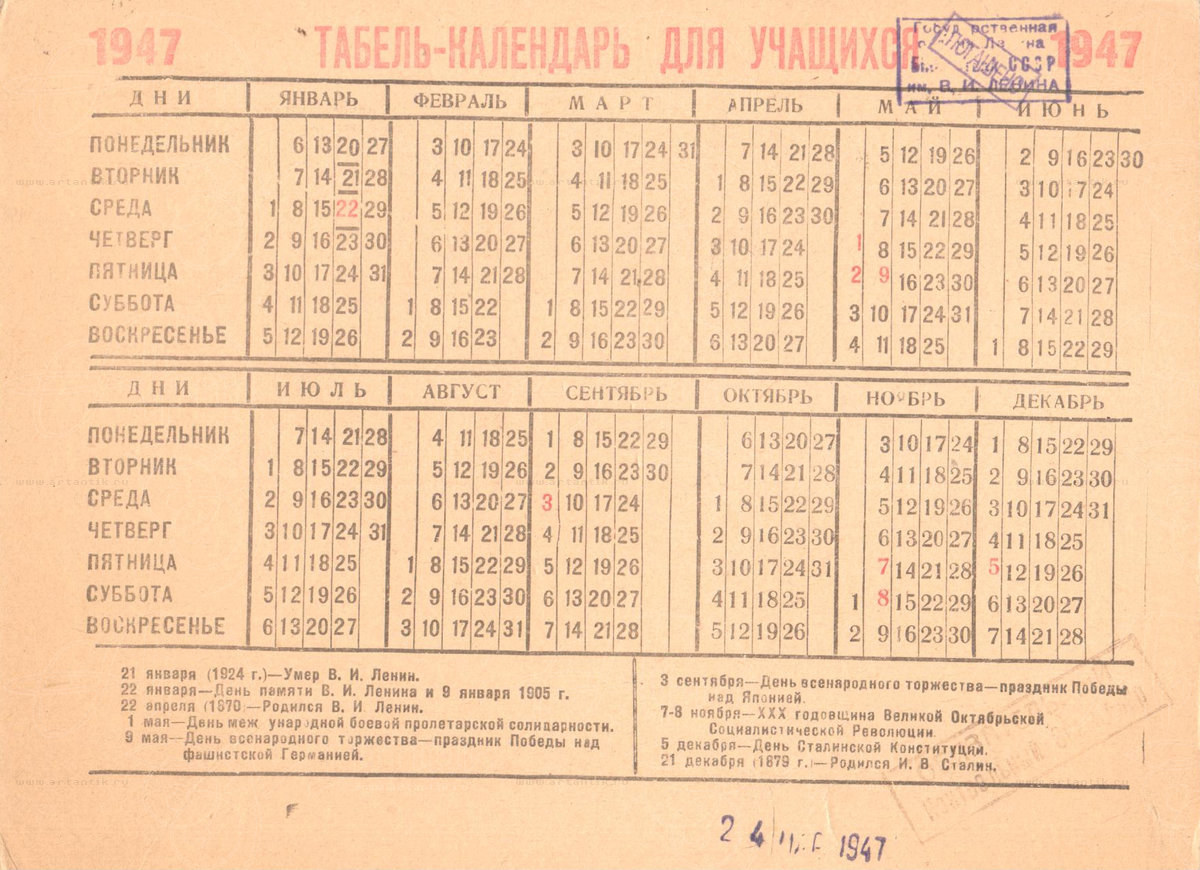 1947 ТАБЕЛЬ-КАЛЕНДАРЬ ДЛЯ УЧАЩИХСЯ 1947
ДНИ ЯНВАРЬ ФЕВРАЛЬ МАРТ АПРЕЛЬ МАЙ ИЮНЬ
ПОНЕДЕЛЬНИК 6 13 20 27 3 10 17 24 3 10 17 24 31 7 14 21 28 5 12 19 26 2 9 16 23 30
ВТОРНИК 7 14 21 28 4 11 18 25 4 11 18 25 1 8 15 22 29 6 13 20 27 3 10 17 24
СРЕДА 1 8 15 22 29 5 12 19 26 5 12 19 26 2 9 16 23 30 7 14 21 28 4 11 18 25
ЧЕТВЕРГ 2 9 16 23 30 6 13 20 27 6 13 20 27 3 10 17 24 1 8 15 22 29 5 12 19 26
ПЯТНИЦА 3 10 17 24 31 7 14 21 28 7 14 21 28 4 11 18 25 2 9 16 23 30 6 13 20 27
СУББОТА 4 11 18 25 1 8 15 22 1 8 15 22 29 5 12 19 26 3 10 17 24 31 7 14 21 28
ВОСКРЕСЕНЬЕ 5 12 19 26 2 9 16 23 2 9 16 23 30 6 13 20 27 4 11 18 25 1 8 15 22 29
ДНИ ИЮЛЬ АВГУСТ СЕНТЯБРЬ ОКТЯБРЬ НОЯБРЬ ДЕКАБРЬ
ПОНЕДЕЛЬНИК 7 14 21 28 4 11 18 25 1 8 15 22 29 6 13 20 27 3 10 17 24 1 8 15 22 29
ВТОРНИК 1 8 15 22 29 5 12 19 26 2 9 16 23 30 7 14 21 28 4 11 18 25 2 9 16 23 30
СРЕДА 2 9 16 23 30 6 13 20 27 3 10 17 24 1 8 15 22 29 5 12 19 26 3 10 17 24 31
ЧЕТВЕРГ 3 10 17 24 31 7 14 21 28 4 11 18 25 2 9 16 23 30 6 13 20 27 4 11 18 25
ПЯТНИЦА 4 11 18 25 1 8 15 22 29 5 12 19 26 3 10 17 24 31 7 14 21 28 5 12 19 26
СУББОТА 5 12 19 26 2 9 16 23 30 6 13 20 27 4 11 18 25 1 8 15 22 29 6 13 20 27
ВОСКРЕСЕНЬЕ 6 13 20 27 3 10 17 24 31 7 14 21 28 5 12 19 26 2 9 16 23 30 7 14 21 28
21 января (1924 г.)—Умер В. И. Ленин.
22 января—День памяти В. И. Ленина и 9 января 1905 г.
22 апреля (1870)—Родился В. И. Ленин.
1 мая—День международной боевой пролетарской солидарности.
9 мая—День всенародного торжества—праздник Победы над
фашистской Германией.
3 сентября—День всенародного торжества—праздник Победы
над Японией.
7-8 ноября—XXX годовщина Великой Октябрьской
Социалистической Революции.
5 декабря—День Сталинской Конституции.
21 декабря (1879 г.)—Родился И. В. Сталин.
СССР
им. В. И. ЛЕНИНА
24 1947
www.artantik.ru